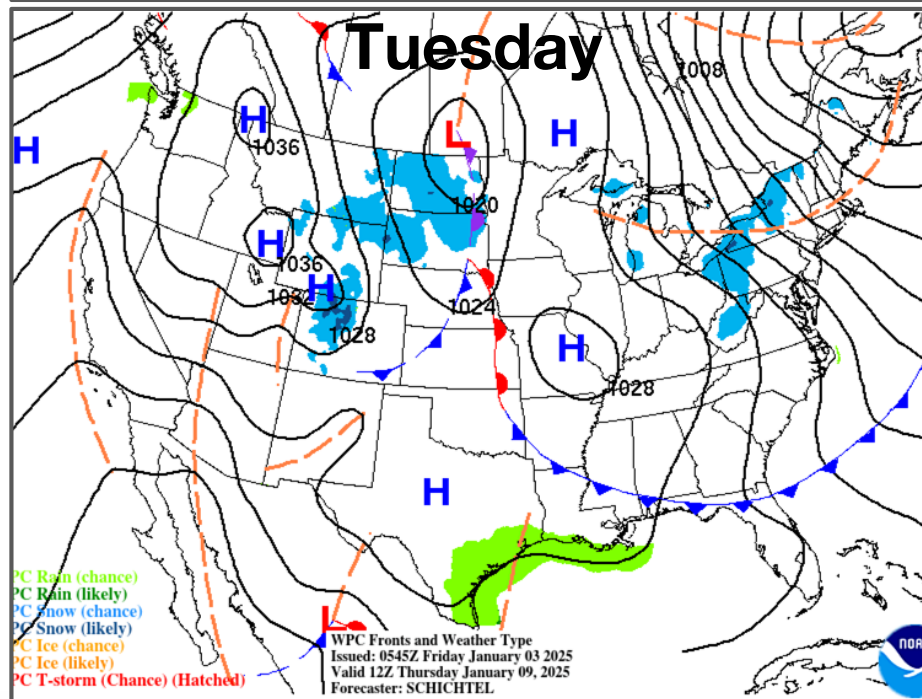 Tuesday
1008
H
H
L
H
1036
1020
H
1036
H
1032
1024
1028
H
1028
H
PC Rain (chance)
PC Rain (likely)
PC Snow (chance)
PC Snow (likely)
PC Ice (chance)
PC Ice (likely)
PC T-storm (Chance) (Hatched)
L
WPC Fronts and Weather Type
Issued: 0545Z Friday January 03 2025
Valid 12Z Thursday January 09, 2025
Forecaster: SCHICHTEL